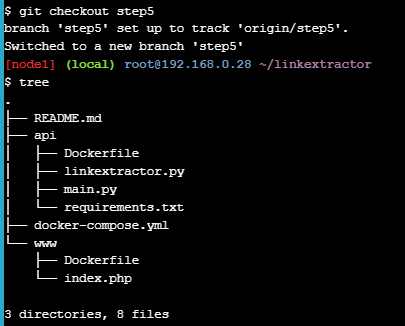 $ git checkout step5
branch 'step5' set up to track 'origin/step5'.
Switched to a new branch 'step5'
[node1] (local) root@192.168.0.28 ~/linkextractor
$ tree
.
├── README.md
├── api
│   ├── Dockerfile
│   ├── linkextractor.py
│   ├── main.py
│   └── requirements.txt
├── docker-compose.yml
└── www
    ├── Dockerfile
    └── index.php

3 directories, 8 files